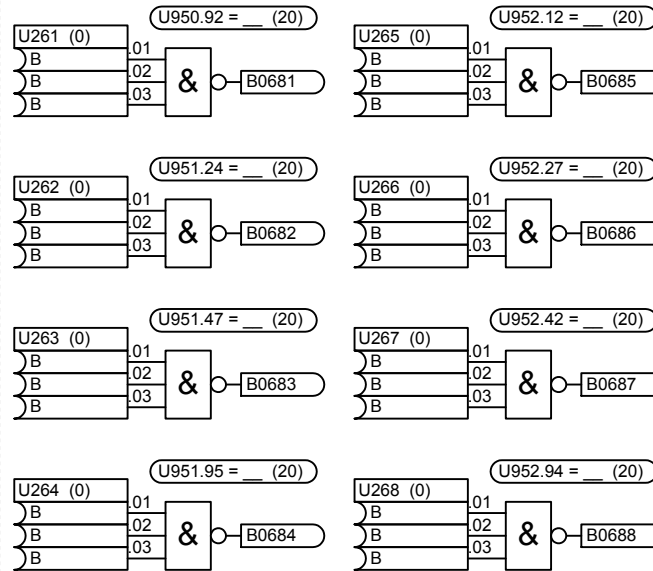 U950.92 = __ (20)
U261 (0)
B .01
B .02
B .03
&
B0681
U952.12 = __ (20)
U265 (0)
B .01
B .02
B .03
&
B0685
U951.24 = __ (20)
U262 (0)
B .01
B .02
B .03
&
B0682
U952.27 = __ (20)
U266 (0)
B .01
B .02
B .03
&
B0686
U951.47 = __ (20)
U263 (0)
B .01
B .02
B .03
&
B0683
U952.42 = __ (20)
U267 (0)
B .01
B .02
B .03
&
B0687
U951.95 = __ (20)
U264 (0)
B .01
B .02
B .03
&
B0684
U952.94 = __ (20)
U268 (0)
B .01
B .02
B .03
&
B0688